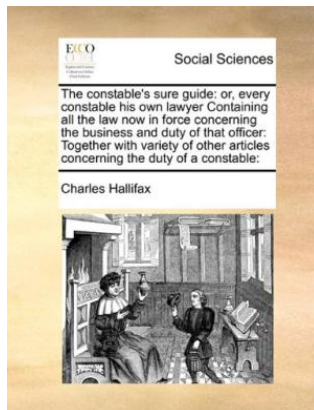 ECCO
Social Sciences
The constable's sure guide: or, every
constable his own lawyer Containing
all the law now in force concerning
the business and duty of that officer:
Together with variety of other articles
concerning the duty of a constable:
Charles Hallifax